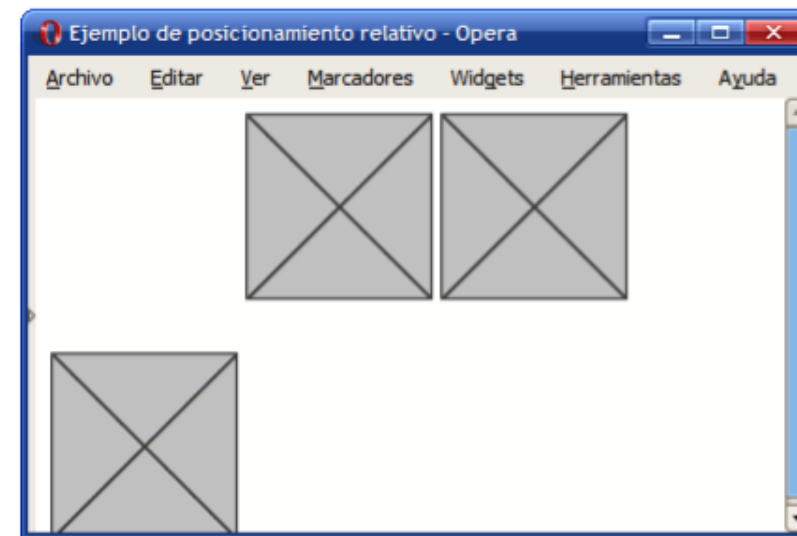 Ejemplo de posicionamiento relativo - Opera
Archivo Editar Ver Marcadores Widgets Herramientas Ayuda